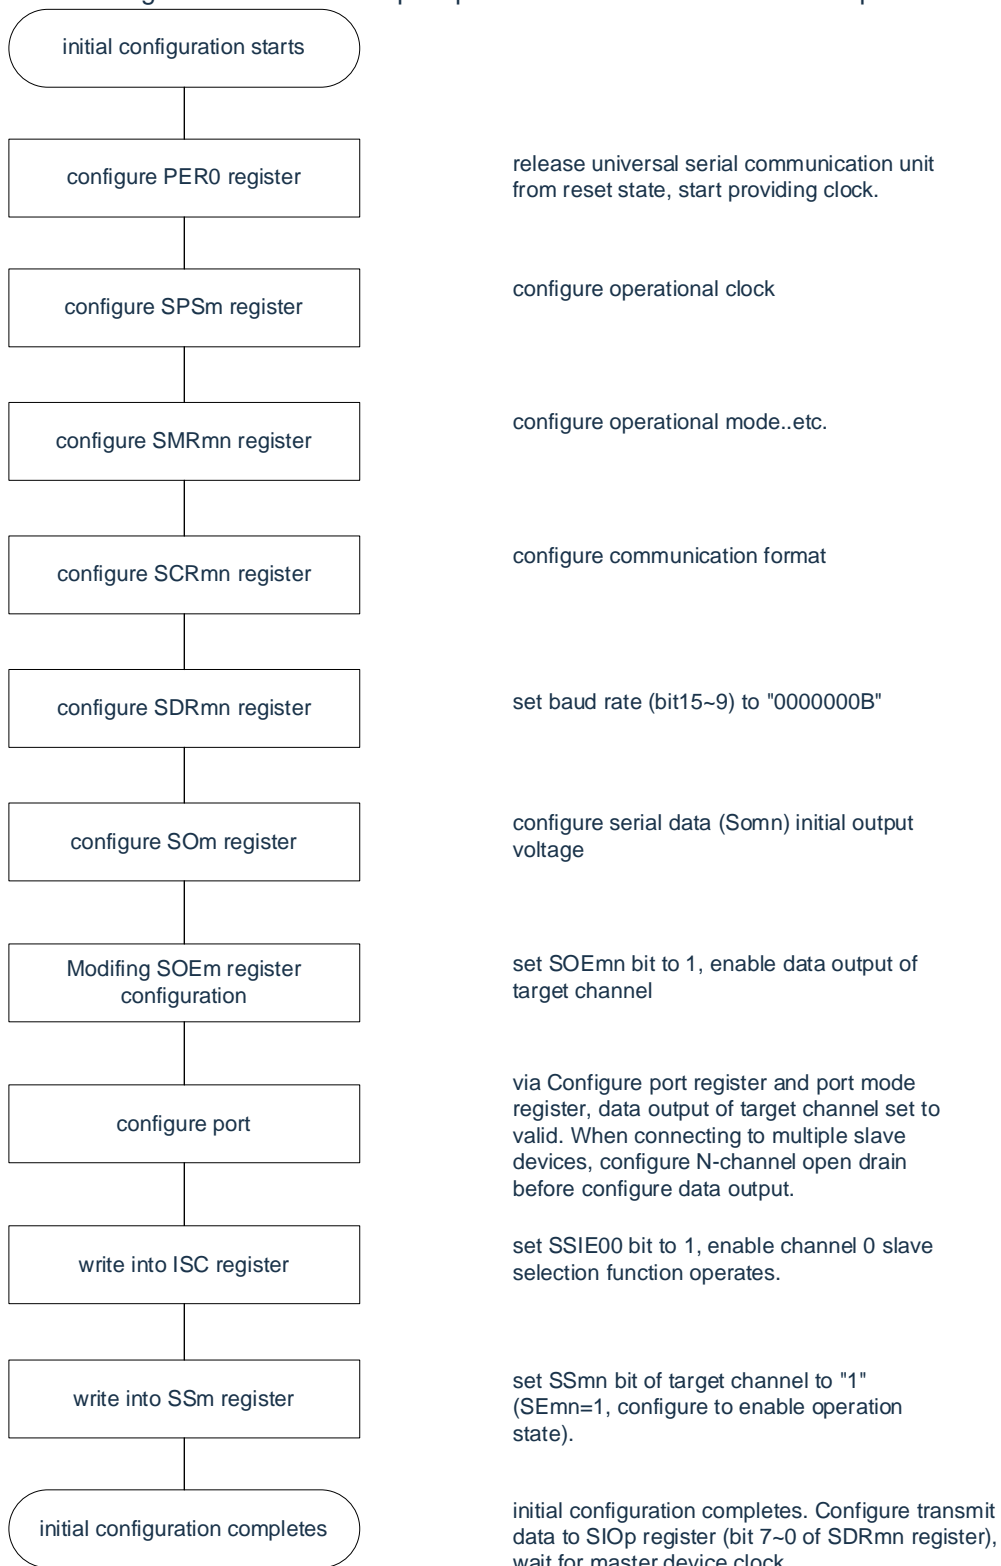 initial configuration starts
configure PER0 register
release universal serial communication unit
from reset state, start providing clock.
configure SPSm register
configure operational clock
configure SMRmn register
configure operational mode..etc.
configure SCRmn register
configure communication format
configure SDRmn register
set baud rate (bit15~9) to "0000000B"
configure SOm register
configure serial data (Somn) initial output
voltage
Modifing SOEm register
configuration
set SOEmn bit to 1, enable data output of
target channel
configure port
via Configure port register and port mode
register, data output of target channel set to
valid. When connecting to multiple slave
devices, configure N-channel open drain
before configure data output.
write into ISC register
set SSIE00 bit to 1, enable channel 0 slave
selection function operates.
write into SSm register
set SSmn bit of target channel to "1"
(SEmn=1, configure to enable operation
state).
initial configuration completes
initial configuration completes. Configure transmit
data to SIOp register (bit 7~0 of SDRmn register),
wait for master device clock